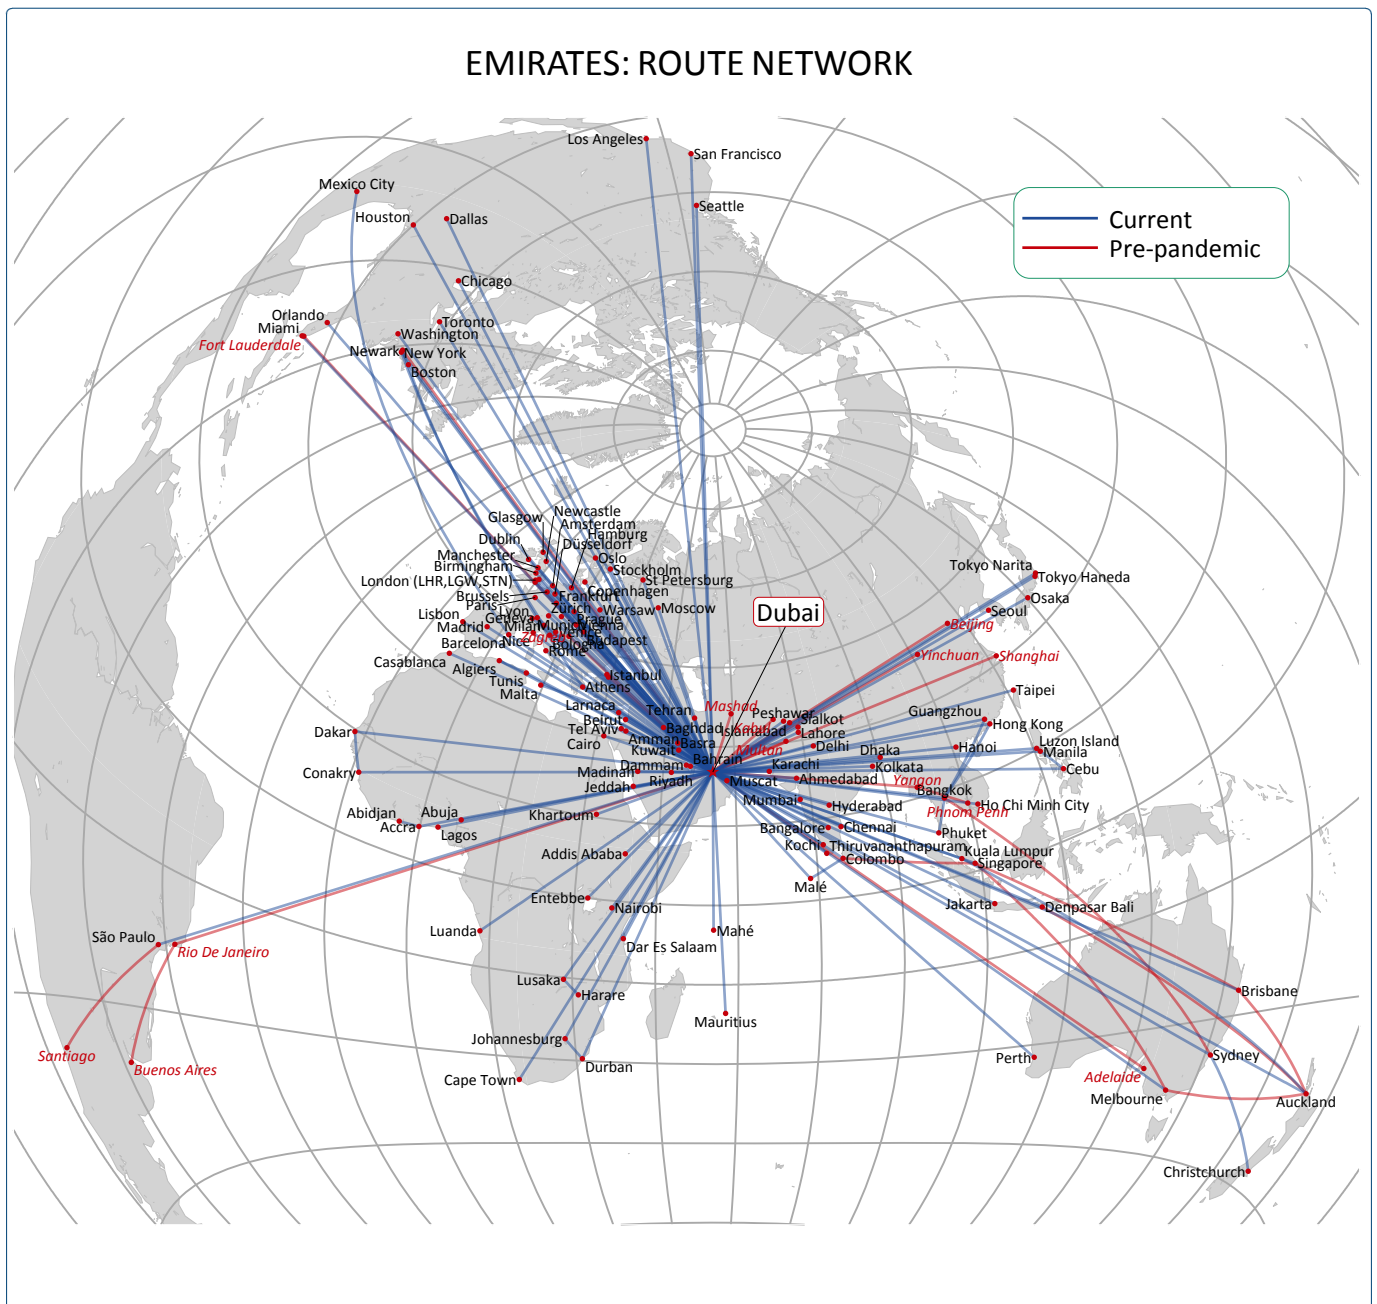 EMIRATES: ROUTE NETWORK
Los Angeles
San Francisco
Mexico City
Seattle
Houston
Dallas
Current
Pre-pandemic
Chicago
Orlando
Miami
Fort Lauderdale
Toronto
Washington
Newark
New York
Boston
Newcastle
Glasgow
Amsterdam
Hamburg
Dublin
Düsseldorf
Manchester
Birmingham
Oslo
Stockholm
London (LHR,LGW,STN)
St Petersburg
Copenhagen
Brussels
Frankfurt
Paris
Lyon
Zürich
Warsaw
Moscow
Lisbon
Geneva
Prague
Madrid
Milan
Munich
Vienna
Zagreb
Venice
Barcelona
Nice
Bologna
Budapest
Rome
Casablanca
Algiers
Tunis
Malta
Istanbul
Athens
Dubai
Tokyo Narita
Tokyo Haneda
Osaka
Seoul
Beijing
Yinchuan
Shanghai
Taipei
Guangzhou
Hong Kong
Larnaca
Beirut
Tel Aviv
Amman
Cairo
Tehran
Baghdad
Basra
Kuwait
Bahrain
Dammam
Madinah
Riyadh
Jeddah
Muscat
Mashad
Peshawar
Kabul
Islamabad
Sialkot
Lahore
Multan
Delhi
Dhaka
Hanoi
Luzon Island
Manila
Cebu
Karachi
Kolkata
Ahmedabad
Yangon
Bangkok
Mumbai
Hyderabad
Phnom Penh
Ho Chi Minh City
Bangalore
Chennai
Phuket
Kochi
Thiruvananthapuram
Kuala Lumpur
Colombo
Singapore
Malé
Jakarta
Denpasar Bali
Dakar
Conakry
Abidjan
Abuja
Accra
Lagos
Khartoum
Addis Ababa
Entebbe
Nairobi
Luanda
Mahé
Dar Es Salaam
São Paulo
Rio De Janeiro
Lusaka
Harare
Mauritius
Johannesburg
Durban
Cape Town
Santiago
Buenos Aires
Brisbane
Perth
Sydney
Adelaide
Melbourne
Auckland
Christchurch